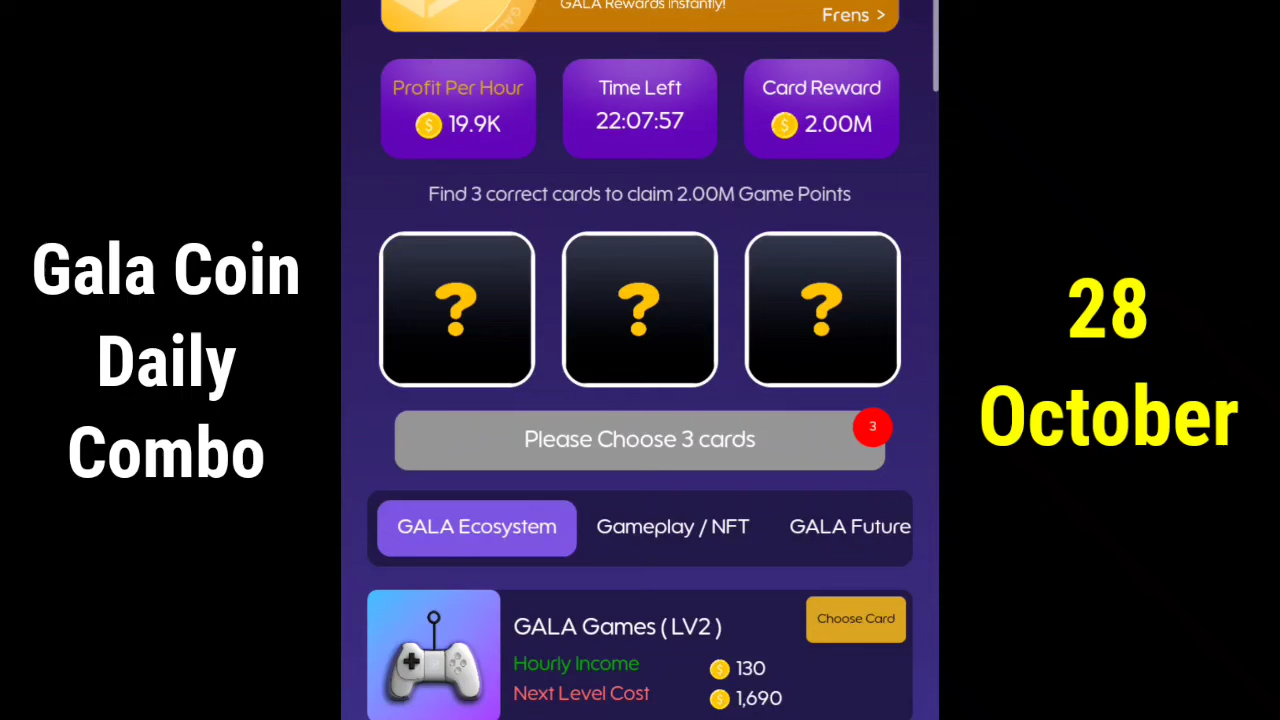 GALA Rewards Instantly!
Frens >
Profit Per Hour
19.9K
Time Left
22:07:57
Card Reward
2.00M
Find 3 correct cards to claim 2.00M Game Points
? ? ?
Please Choose 3 cards
3
GALA Ecosystem
Gameplay / NFT
GALA Future
GALA Games ( LV2 )
Choose Card
Hourly Income
130
Next Level Cost
1,690
Gala Coin
Daily
Combo
28
October